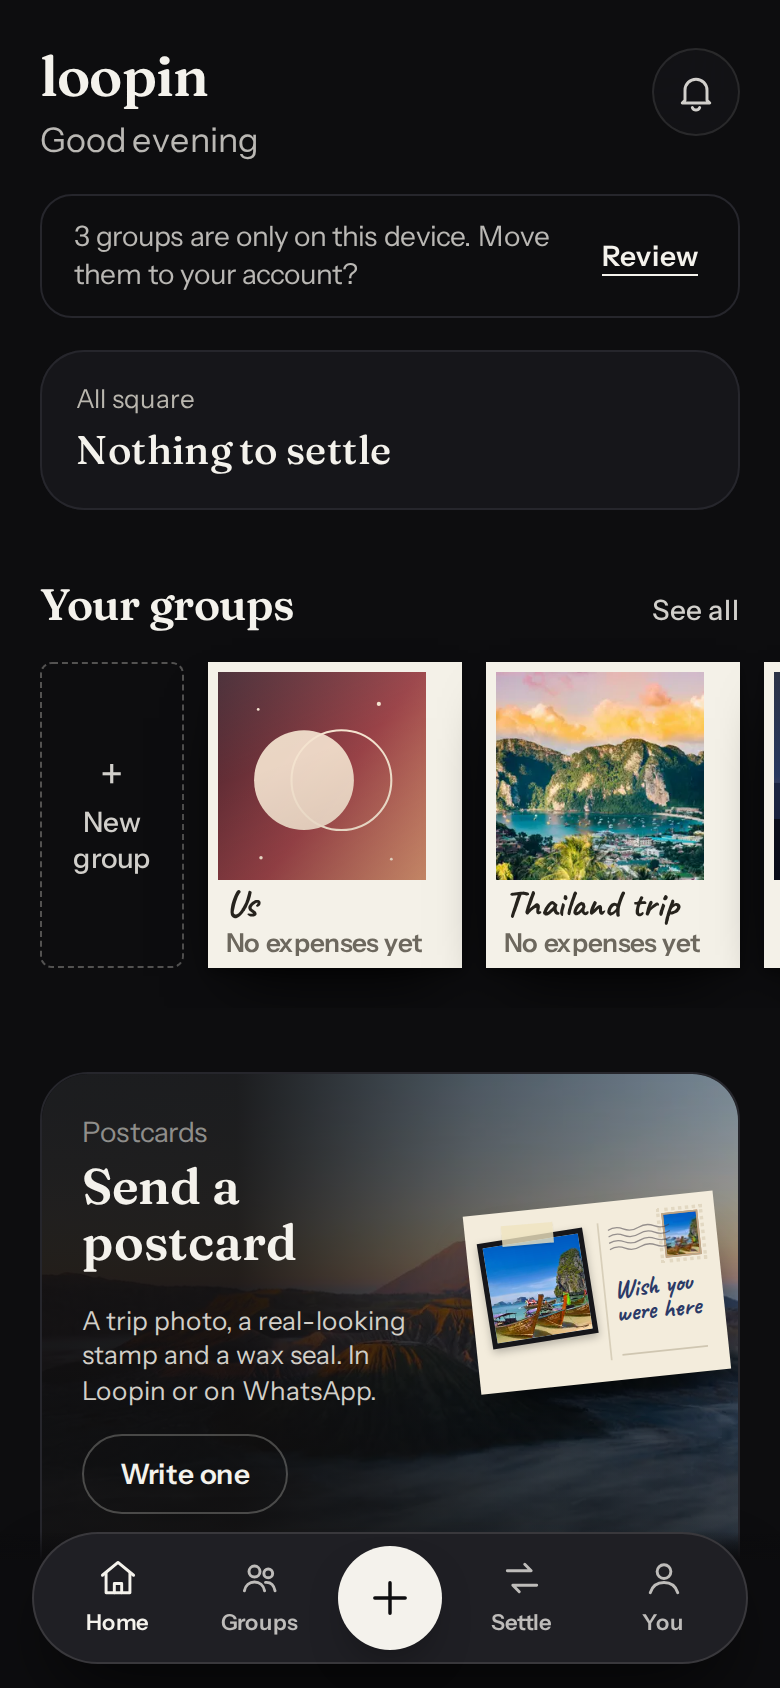 loopin
Good evening
3 groups are only on this device. Move
them to your account?
Review
All square
Nothing to settle
Your groups
See all
+
New
group
Us
No expenses yet
Thailand trip
No expenses yet
Postcards
Send a
postcard
A trip photo, a real-looking
stamp and a wax seal. In
Loopin or on WhatsApp.
Wish you
were here
Write one
Home
Groups
Settle
You